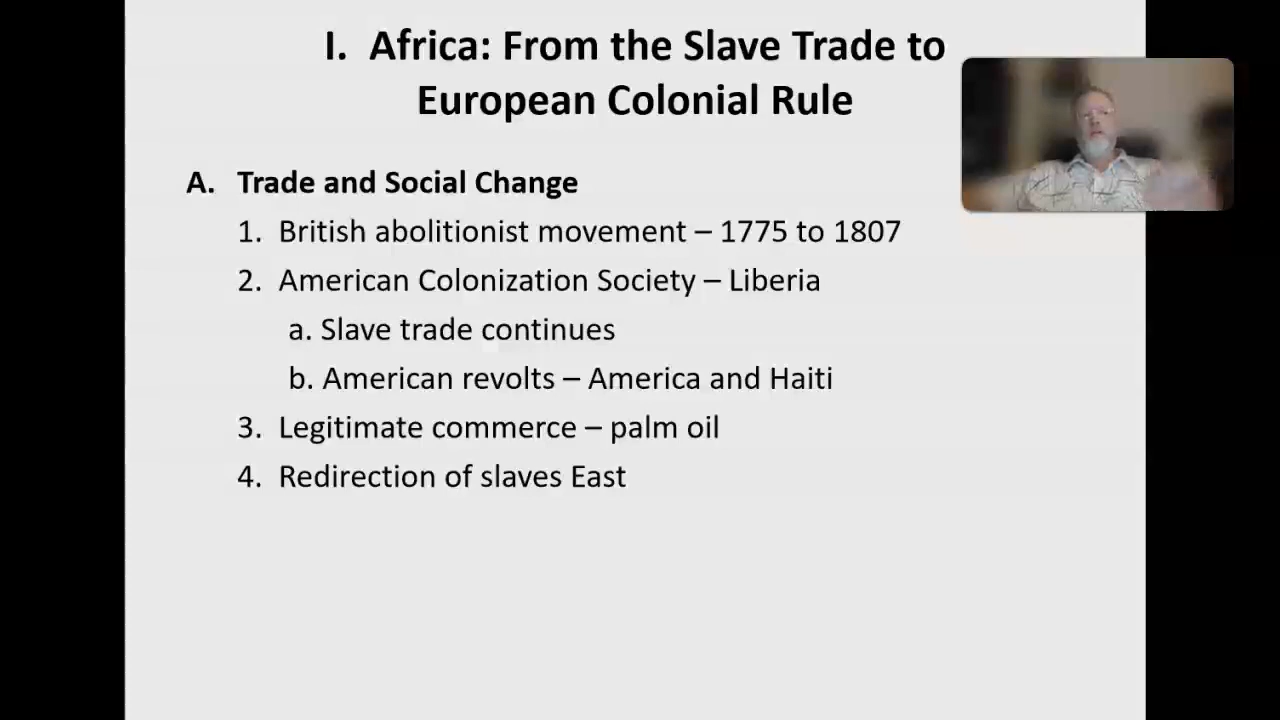 I. Africa: From the Slave Trade to
European Colonial Rule
A. Trade and Social Change
1. British abolitionist movement – 1775 to 1807
2. American Colonization Society – Liberia
a. Slave trade continues
b. American revolts – America and Haiti
3. Legitimate commerce – palm oil
4. Redirection of slaves East